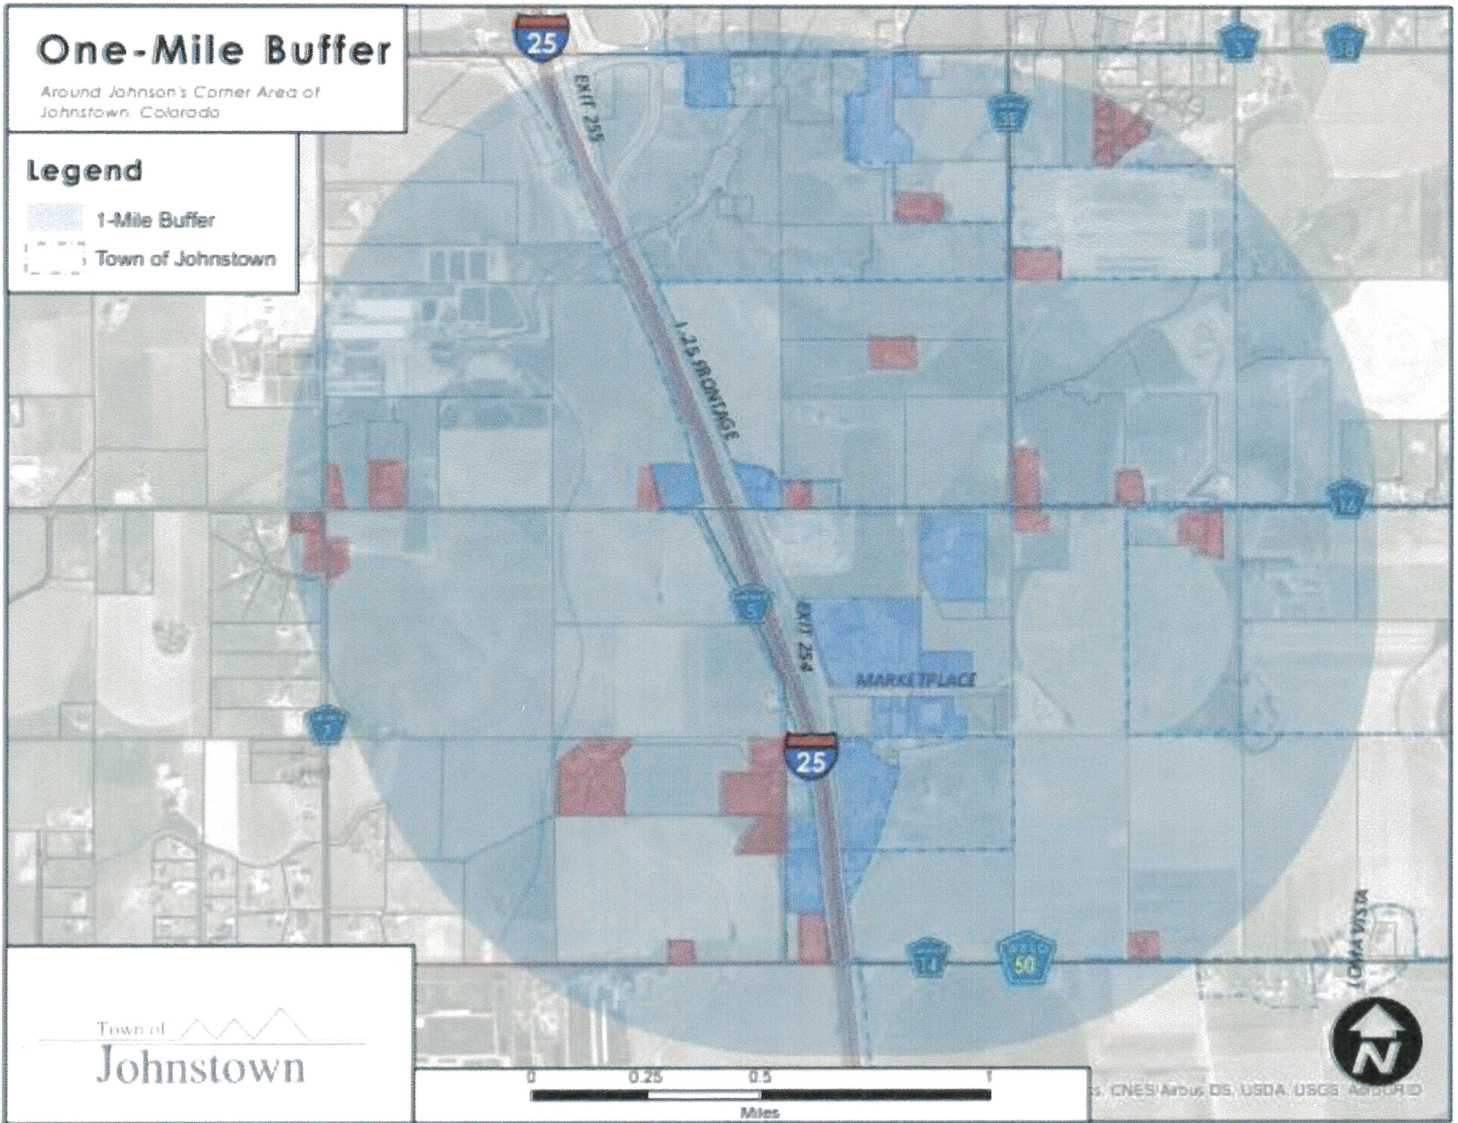 One-Mile Buffer
Around Johnson's Corner Area of
Johnstown, Colorado
Legend
1-Mile Buffer
Town of Johnstown
25
EXIT 255
3
18
3E
I-25 FRONTAGE
16
5
EXIT 254
MARKETPLACE
7
25
14
WELD
50
LOMA VISTA
N
Town of
Johnstown
0 0.25 0.5 1
Miles
CNES/Airbus DS, USDA, USGS, AeroGRID